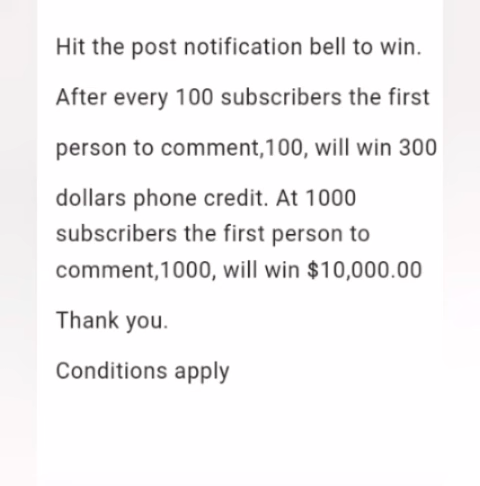 Hit the post notification bell to win.
After every 100 subscribers the first
person to comment,100, will win 300
dollars phone credit. At 1000
subscribers the first person to
comment,1000, will win $10,000.00
Thank you.
Conditions apply